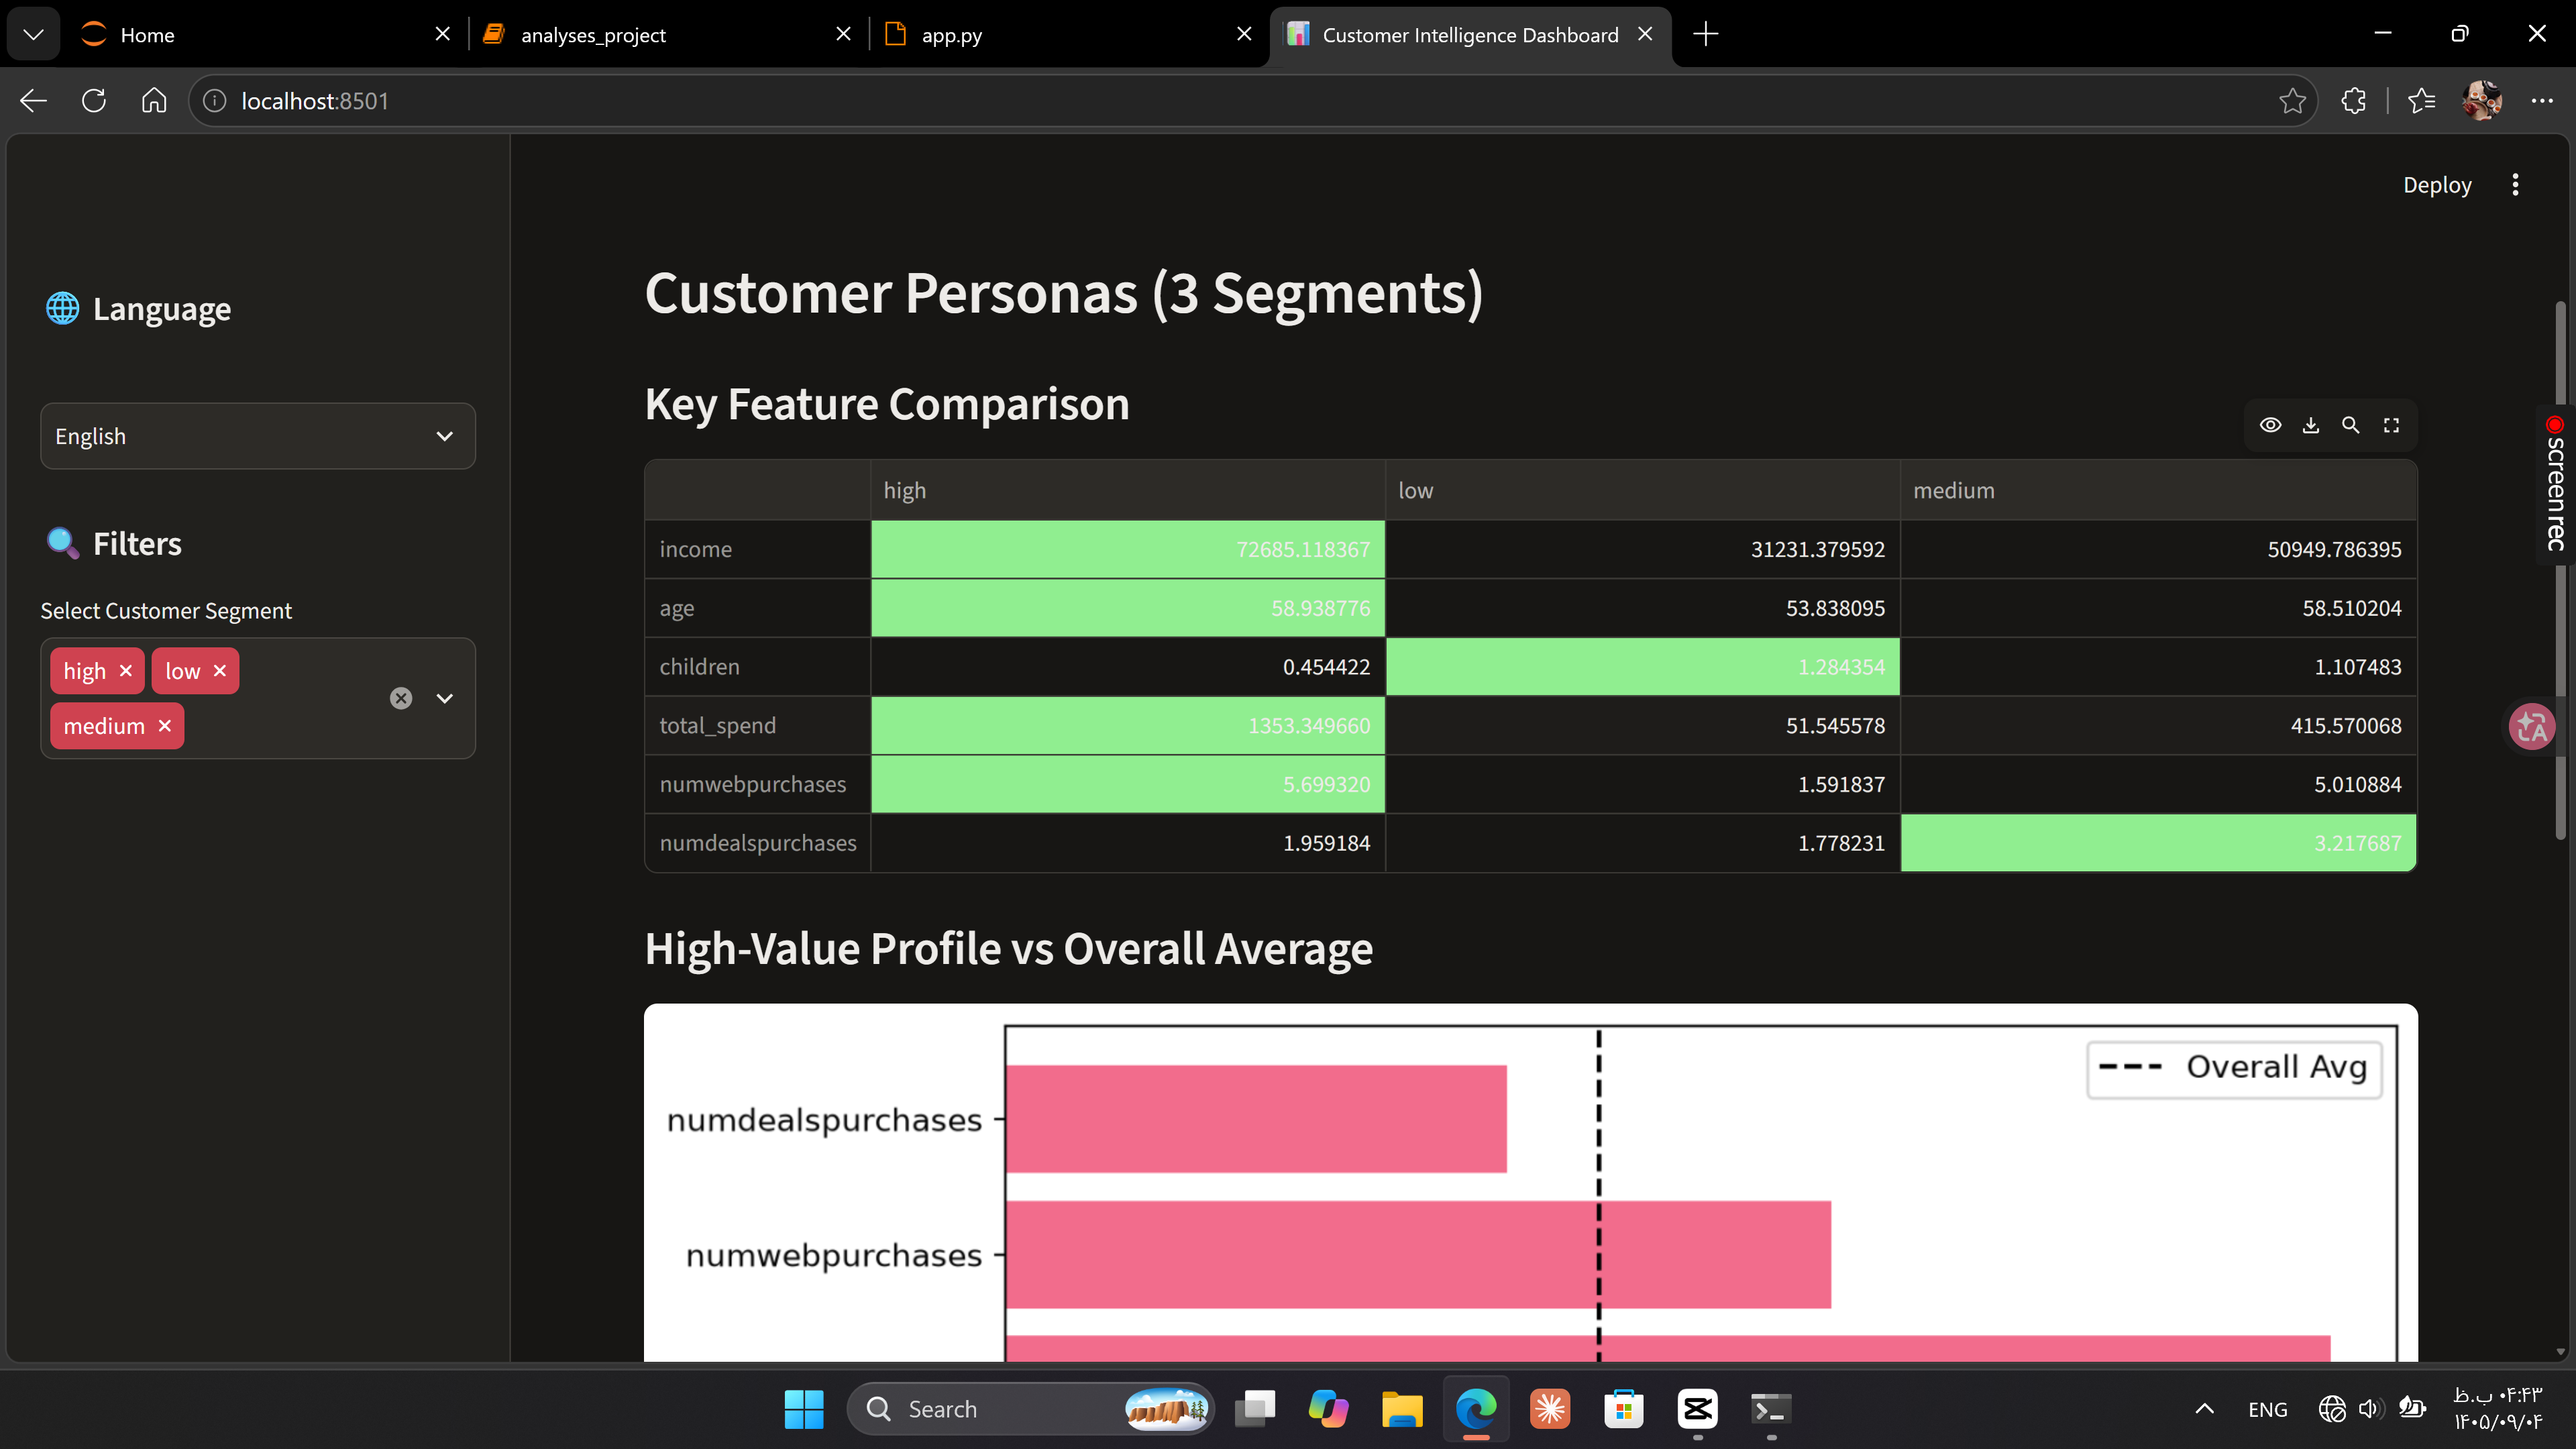 Home
analyses_project
app.py
Customer Intelligence Dashboard
localhost:8501
Deploy
Language
English
Filters
Select Customer Segment
high
low
medium
Customer Personas (3 Segments)
Key Feature Comparison
high low medium
income 72685.118367 31231.379592 50949.786395
age 58.938776 53.838095 58.510204
children 0.454422 1.284354 1.107483
total_spend 1353.349660 51.545578 415.570068
numwebpurchases 5.699320 1.591837 5.010884
numdealspurchases 1.959184 1.778231 3.217687
High-Value Profile vs Overall Average
Overall Avg
numdealspurchases
numwebpurchases
screenrec
Search
ENG
۰۴:۴۳ ب.ظ
۱۴۰۵/۰۹/۰۴